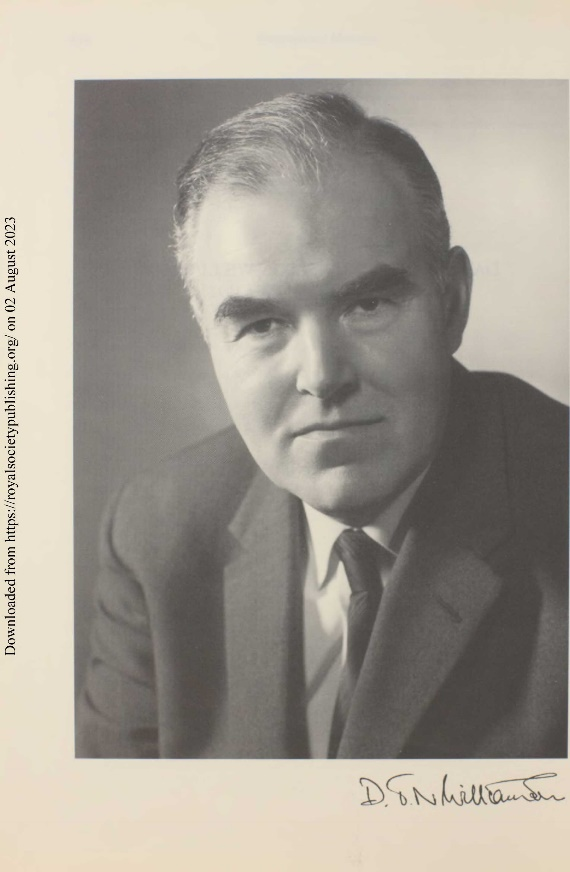 Downloaded from https://royalsocietypublishing.org/ on 02 August 2023
D. T. N. Williamson